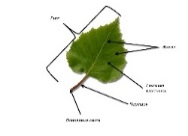 Лист
Жилки
Листовая
пластинка
Черешок
Основание листа